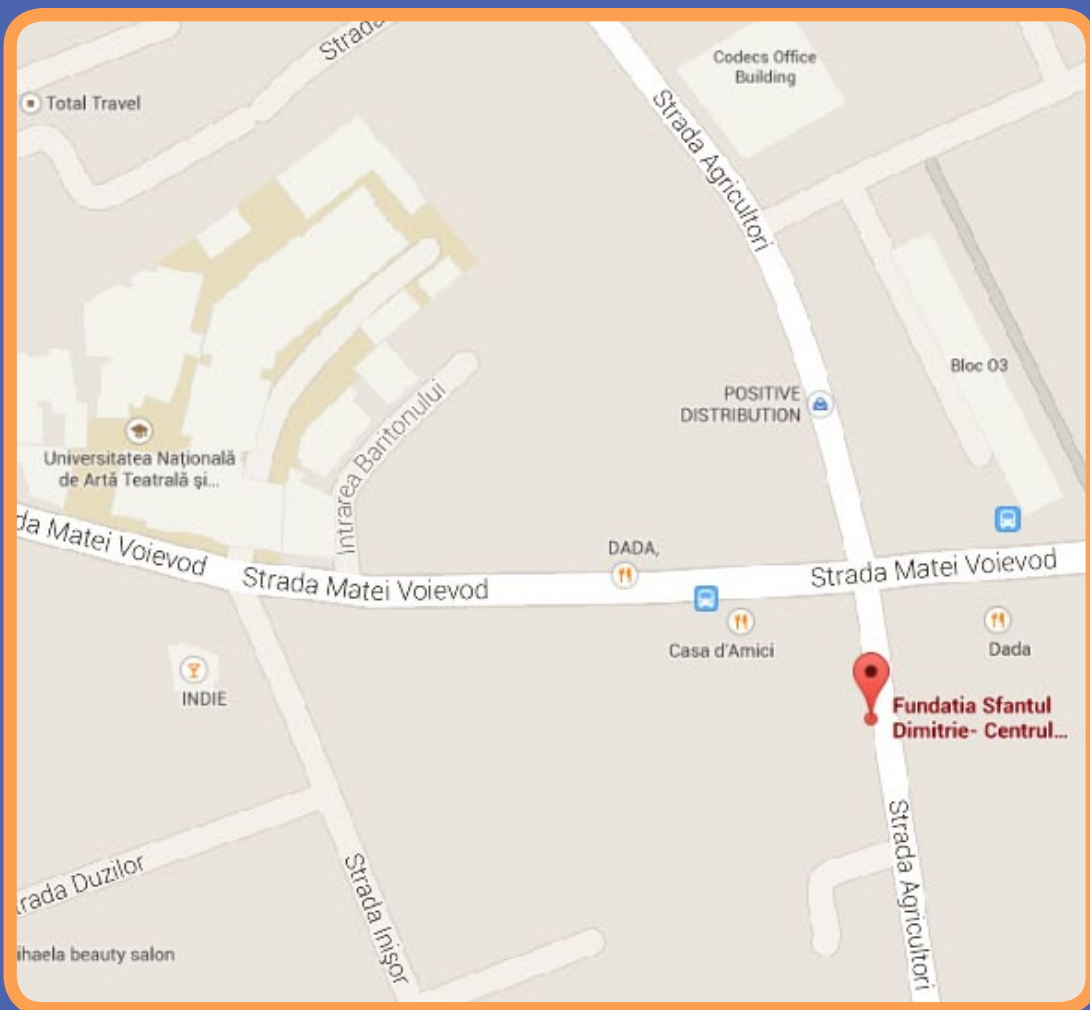 Strada
Codecs Office
Building
Total Travel
Strada Agricultori
Bloc O3
POSITIVE
DISTRIBUTION
Intrarea Baritonului
Universitatea Națională
de Artă Teatrală și...
da Matei Voievod
Strada Matei Voievod
DADA,
Strada Matei Voievod
Casa d'Amici
Dada
INDIE
Fundatia Sfantul
Dimitrie- Centrul...
Strada Agricultori
trada Duzilor
Strada Inişor
ihaela beauty salon